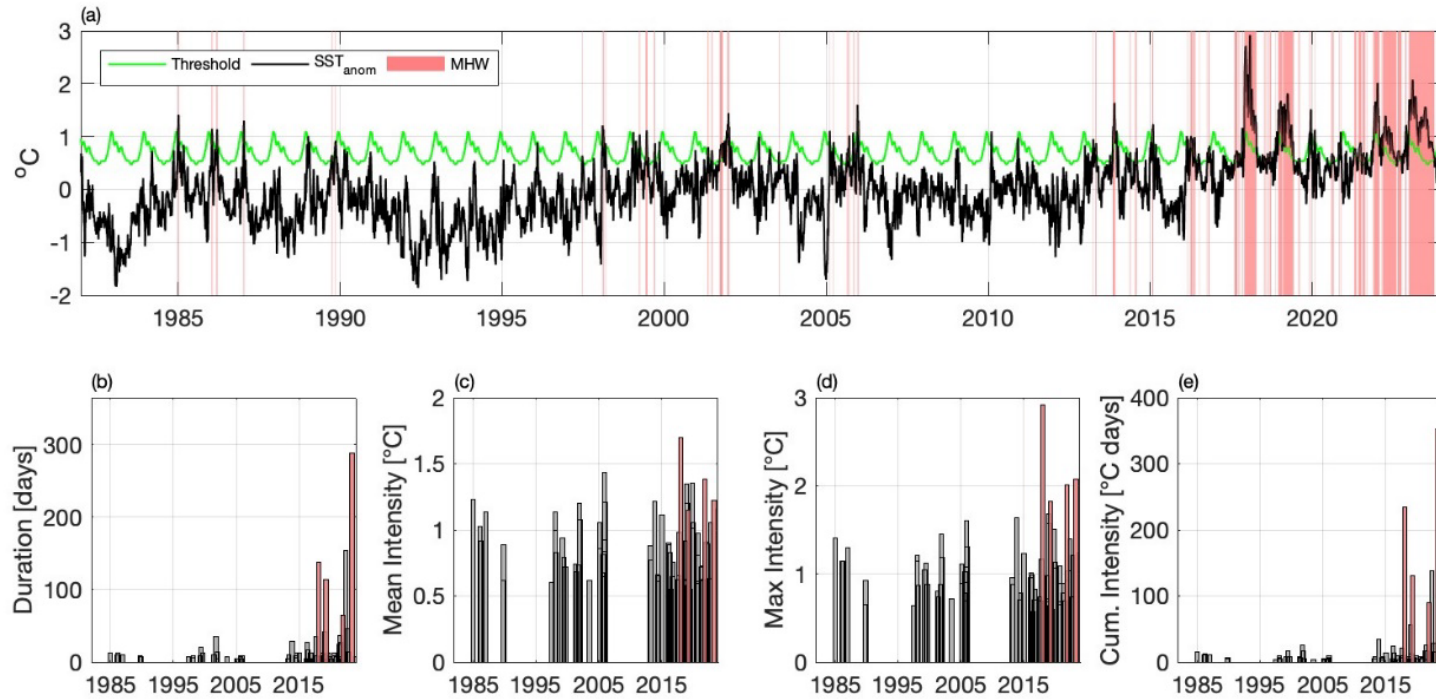 (a)
3
2
1
0
-1
-2
°C
Threshold
SST anom
MHW
1985 1990 1995 2000 2005 2010 2015 2020
(b)
Duration [days]
300
200
100
0
1985 1995 2005 2015
(c)
Mean Intensity [°C]
2
1.5
1
0.5
0
1985 1995 2005 2015
(d)
Max Intensity [°C]
3
2
1
0
1985 1995 2005 2015
(e)
Cum. Intensity [°C days]
400
300
200
100
0
1985 1995 2005 2015